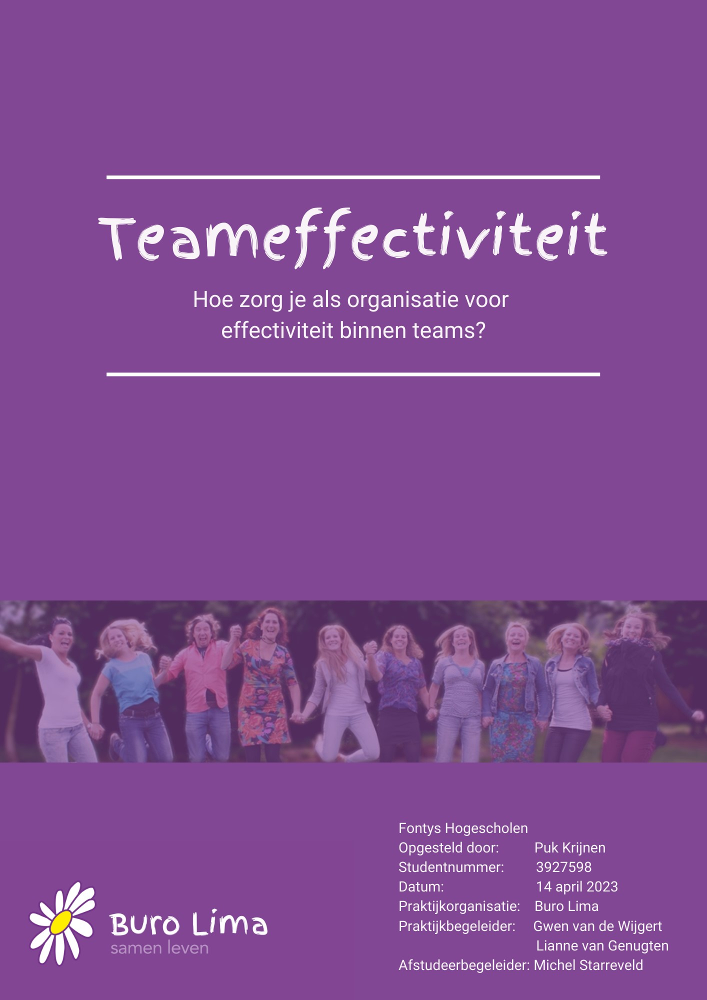 Teameffectiviteit
Hoe zorg je als organisatie voor
effectiviteit binnen teams?
Fontys Hogescholen
Opgesteld door: Puk Krijnen
Studentnummer: 3927598
Datum: 14 april 2023
Praktijkorganisatie: Buro Lima
Praktijkbegeleider: Gwen van de Wijgert
Lianne van Genugten
Afstudeerbegeleider: Michel Starreveld
Buro Lima
samen leven